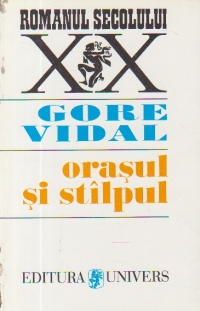 ROMANUL SECOLULUI
XX
GORE
VIDAL
orașul
și stîlpul
EDITURA UNIVERS